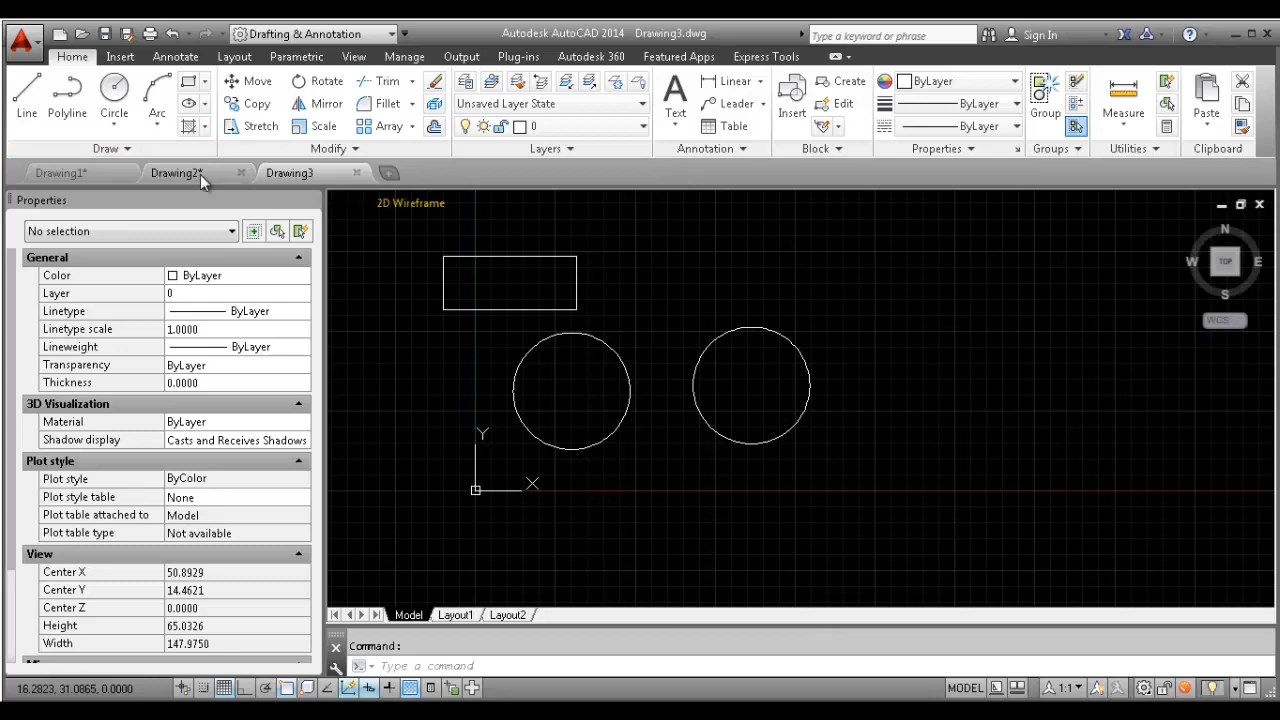 Drafting & Annotation
Autodesk AutoCAD 2014 Drawing3.dwg
Type a keyword or phrase
Sign In
Home Insert Annotate Layout Parametric View Manage Output Plug-ins Autodesk 360 Featured Apps Express Tools
Line
Polyline
Circle
Arc
Draw
Move
Copy
Stretch
Rotate
Mirror
Scale
Trim
Fillet
Array
Modify
Unsaved Layer State
0
Layers
Text
Linear
Leader
Table
Annotation
Insert
Create
Edit
Block
ByLayer
ByLayer
ByLayer
Properties
Group
Groups
Measure
Utilities
Paste
Clipboard
Drawing1*
Drawing2*
Drawing3
Properties
No selection
General
Color ByLayer
Layer 0
Linetype ByLayer
Linetype scale 1.0000
Lineweight ByLayer
Transparency ByLayer
Thickness 0.0000
3D Visualization
Material ByLayer
Shadow display Casts and Receives Shadows
Plot style
Plot style ByColor
Plot style table None
Plot table attached to Model
Plot table type Not available
View
Center X 50.8929
Center Y 14.4621
Center Z 0.0000
Height 65.0326
Width 147.9750
2D Wireframe
N
W TOP E
S
WCS
Y
X
Model Layout1 Layout2
Command:
Type a command
16.2823, 31.0865, 0.0000
MODEL
1:1